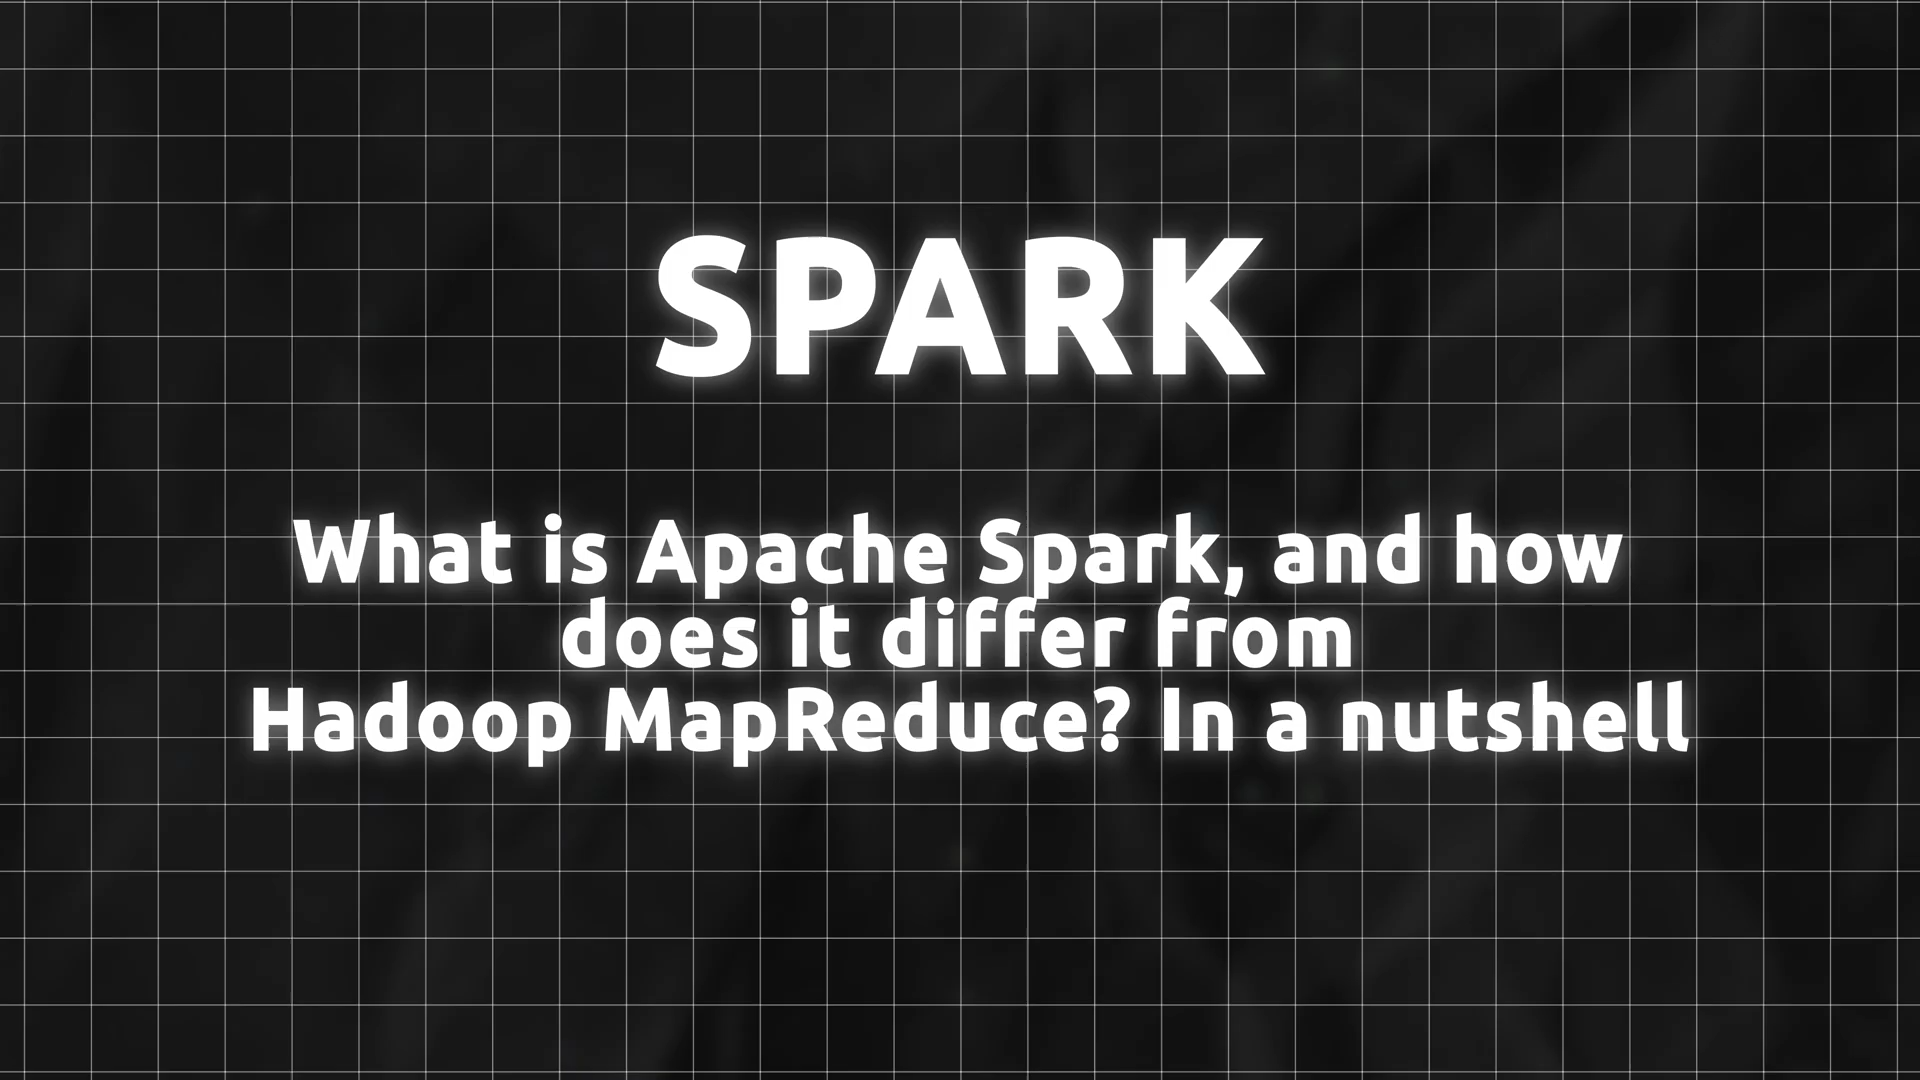 SPARK
What is Apache Spark, and how
does it differ from
Hadoop MapReduce? In a nutshell